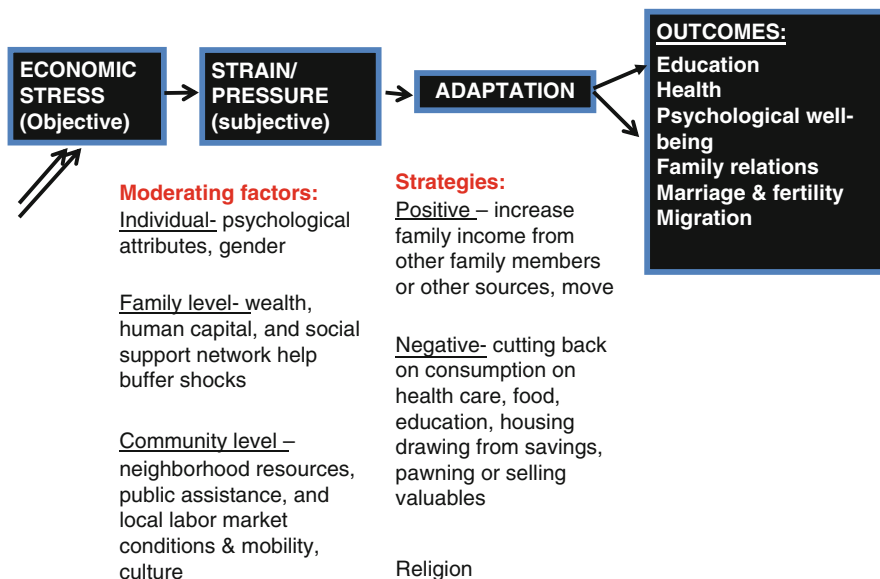 ECONOMIC
STRESS
(Objective)
STRAIN/
PRESSURE
(subjective)
ADAPTATION
OUTCOMES:
Education
Health
Psychological well-
being
Family relations
Marriage & fertility
Migration
Moderating factors:
Individual- psychological
attributes, gender
Family level- wealth,
human capital, and social
support network help
buffer shocks
Community level –
neighborhood resources,
public assistance, and
local labor market
conditions & mobility,
culture
Strategies:
Positive – increase
family income from
other family members
or other sources, move
Negative- cutting back
on consumption on
health care, food,
education, housing
drawing from savings,
pawning or selling
valuables
Religion